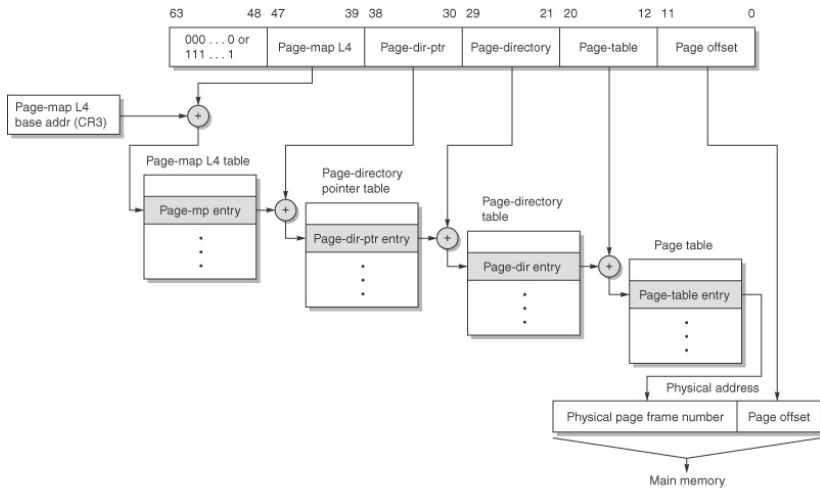 63 48 47 39 38 30 29 21 20 12 11 0
000 . . . 0 or
111 . . . 1
Page-map L4
Page-dir-ptr
Page-directory
Page-table
Page offset
Page-map L4
base addr (CR3)
+
Page-map L4 table
Page-mp entry
+
Page-directory
pointer table
Page-dir-ptr entry
+
Page-directory
table
Page-dir entry
+
Page table
Page-table entry
Physical address
Physical page frame number
Page offset
Main memory